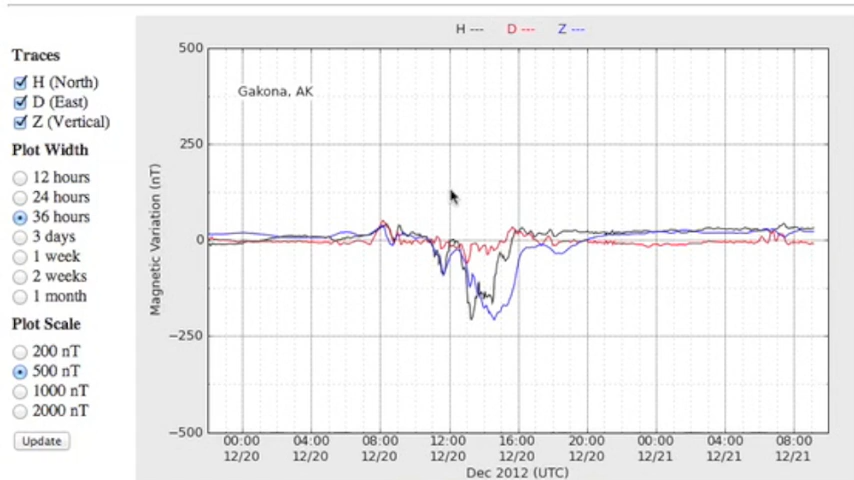 Traces
H (North)
D (East)
Z (Vertical)
Plot Width
12 hours
24 hours
36 hours
3 days
1 week
2 weeks
1 month
Plot Scale
200 nT
500 nT
1000 nT
2000 nT
Update
H --- D --- Z ---
Gakona, AK
Magnetic Variation (nT)
500
250
0
−250
−500
00:00 04:00 08:00 12:00 16:00 20:00 00:00 04:00 08:00
12/20 12/20 12/20 12/20 12/20 12/20 12/21 12/21 12/21
Dec 2012 (UTC)